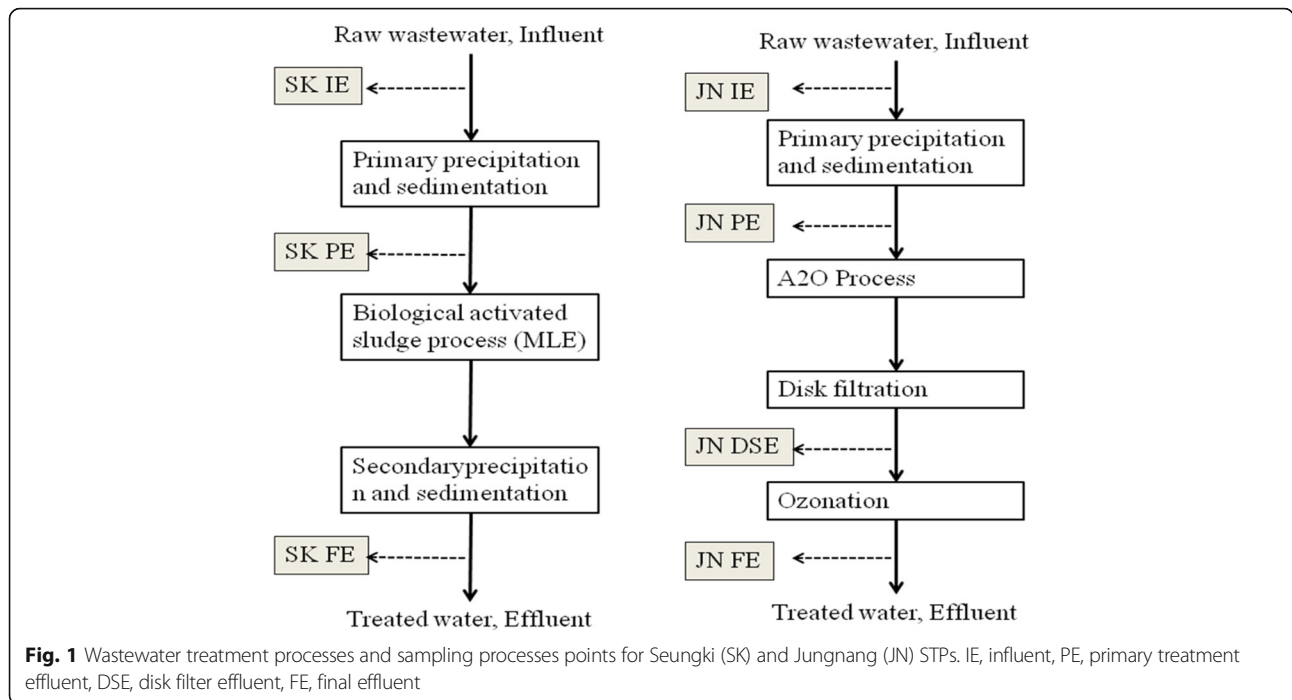 Raw wastewater, Influent
SK IE
Primary precipitation
and sedimentation
SK PE
Biological activated
sludge process (MLE)
Secondaryprecipitatio
n and sedimentation
SK FE
Treated water, Effluent
Raw wastewater, Influent
JN IE
Primary precipitation
and sedimentation
JN PE
A2O Process
Disk filtration
JN DSE
Ozonation
JN FE
Treated water, Effluent
Fig. 1 Wastewater treatment processes and sampling processes points for Seungki (SK) and Jungnang (JN) STPs. IE, influent, PE, primary treatment
effluent, DSE, disk filter effluent, FE, final effluent